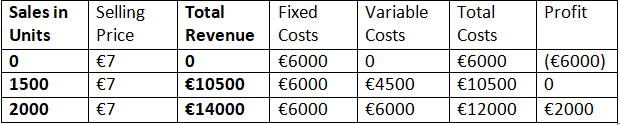 Sales in Units Selling Price Total Revenue Fixed Costs Variable Costs Total Costs Profit
0 €7 0 €6000 0 €6000 (€6000)
1500 €7 €10500 €6000 €4500 €10500 0
2000 €7 €14000 €6000 €6000 €12000 €2000